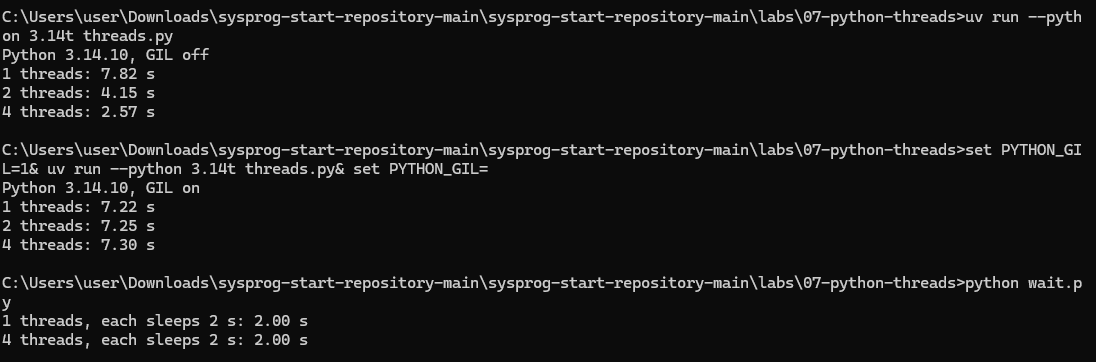 C:\Users\user\Downloads\sysprog-start-repository-main\sysprog-start-repository-main\labs\07-python-threads>uv run --pyth
on 3.14t threads.py
Python 3.14.10, GIL off
1 threads: 7.82 s
2 threads: 4.15 s
4 threads: 2.57 s
C:\Users\user\Downloads\sysprog-start-repository-main\sysprog-start-repository-main\labs\07-python-threads>set PYTHON_GI
L=1& uv run --python 3.14t threads.py& set PYTHON_GIL=
Python 3.14.10, GIL on
1 threads: 7.22 s
2 threads: 7.25 s
4 threads: 7.30 s
C:\Users\user\Downloads\sysprog-start-repository-main\sysprog-start-repository-main\labs\07-python-threads>python wait.p
y
1 threads, each sleeps 2 s: 2.00 s
4 threads, each sleeps 2 s: 2.00 s